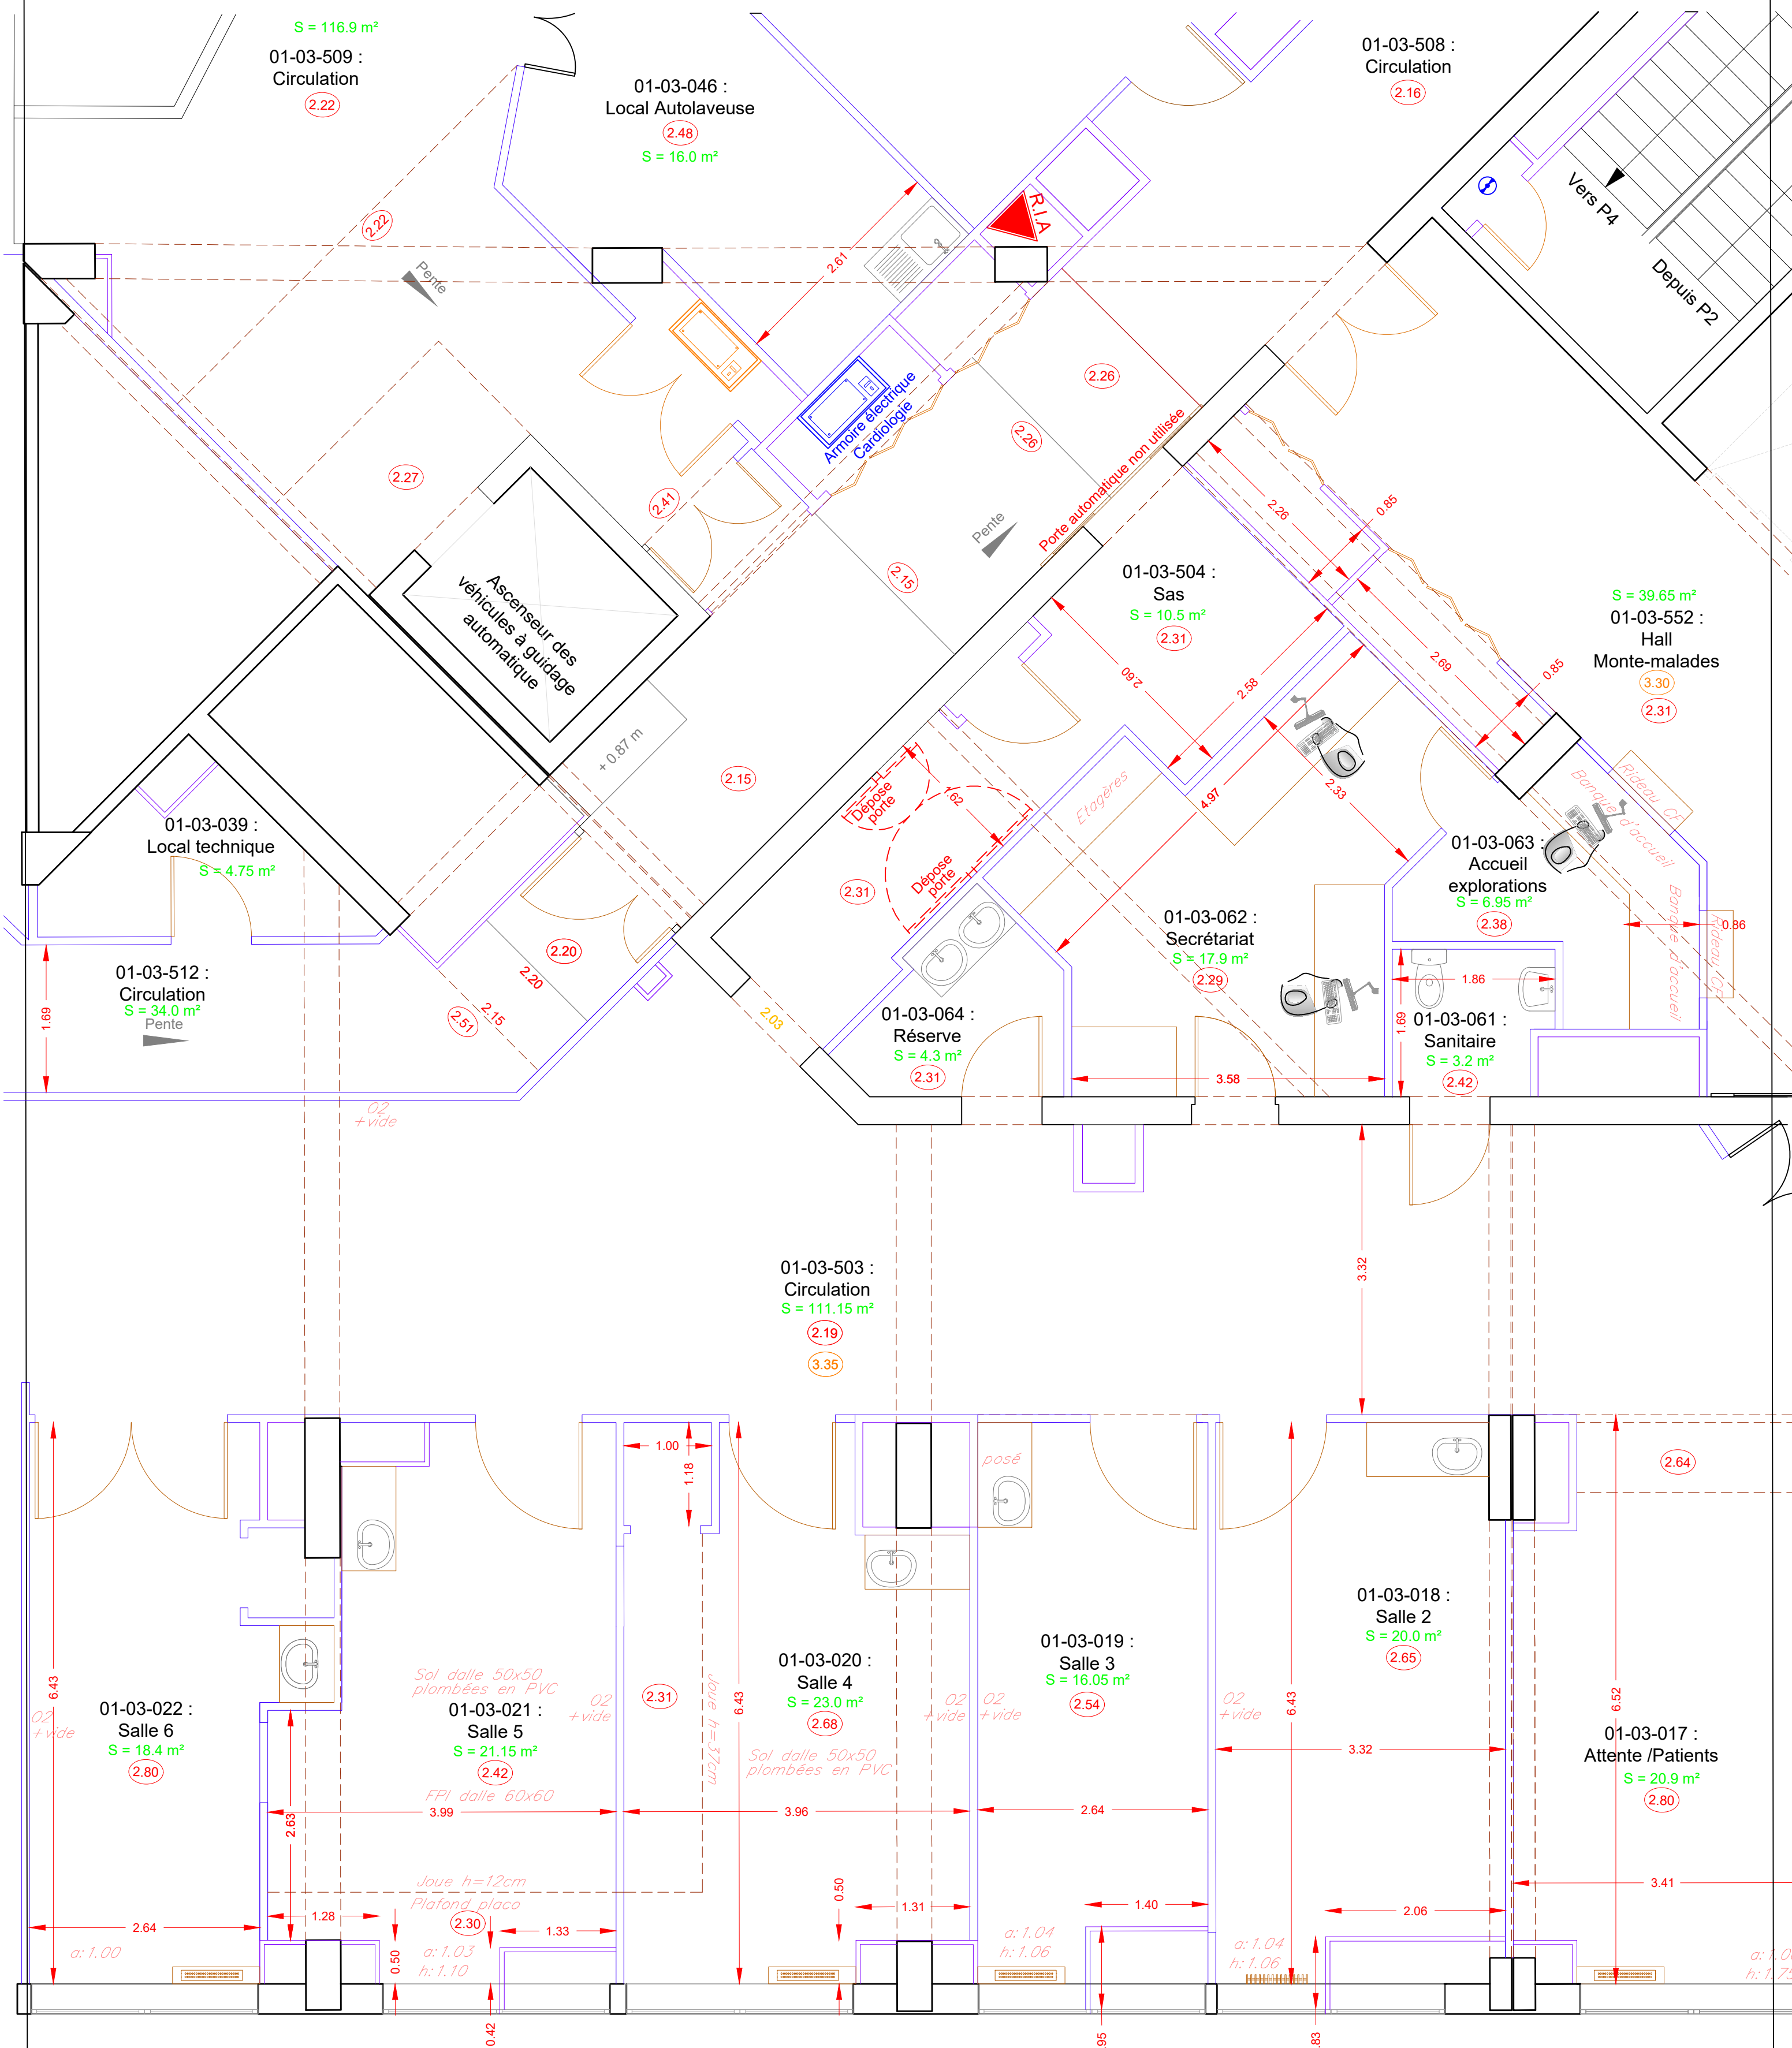 S = 116.9 m²
01-03-509 :
Circulation
2.22
01-03-046 :
Local Autolaveuse
2.48
S = 16.0 m²
01-03-508 :
Circulation
2.16
Vers P4
Depuis P2
R.I.A
2.22
Pente
2.61
2.26
2.26
Armoire électrique
Cardiologie
Porte automatique non utilisée
2.27
2.41
Pente
2.15
2.26
0.85
01-03-504 :
Sas
S = 10.5 m²
2.31
2.60
2.58
2.69
0.85
S = 39.65 m²
01-03-552 :
Hall
Monte-malades
3.30
2.31
Ascenseur des
véhicules à guidage
automatique
+ 0.87 m
2.15
Dépose
porte
1.62
Dépose
porte
2.31
Etagères
4.97
2.33
Rideau CF
Banque d'accueil
Banque d'accueil
Rideau CF
0.86
01-03-039 :
Local technique
S = 4.75 m²
01-03-063 :
Accueil
explorations
S = 6.95 m²
2.38
01-03-062 :
Secrétariat
S = 17.9 m²
2.29
2.20
2.20
2.15
2.51
01-03-512 :
Circulation
S = 34.0 m²
Pente
1.69
2.03
01-03-064 :
Réserve
S = 4.3 m²
2.31
1.86
1.69
01-03-061 :
Sanitaire
S = 3.2 m²
2.42
3.58
O2
+vide
3.32
01-03-503 :
Circulation
S = 111.15 m²
2.19
3.35
1.00
1.18
posé
2.64
6.43
01-03-022 :
Salle 6
S = 18.4 m²
2.80
O2
+vide
Sol dalle 50x50
plombées en PVC
01-03-021 :
Salle 5
S = 21.15 m²
2.42
FPI dalle 60x60
O2
+vide
2.31
Joue h=37cm
6.43
01-03-020 :
Salle 4
S = 23.0 m²
2.68
Sol dalle 50x50
plombées en PVC
O2
+vide
O2
+vide
01-03-019 :
Salle 3
S = 16.05 m²
2.54
O2
+vide
6.43
01-03-018 :
Salle 2
S = 20.0 m²
2.65
3.32
6.52
01-03-017 :
Attente /Patients
S = 20.9 m²
2.80
2.63
3.99
3.96
2.64
3.41
Joue h=12cm
Plafond placo
2.30
2.64
1.28
1.33
0.50
0.50
1.31
1.40
2.06
a:1.00
a:1.03
h:1.10
a:1.04
h:1.06
a:1.04
h:1.06
a:1.0
h:1.75
0.42
.95
.83